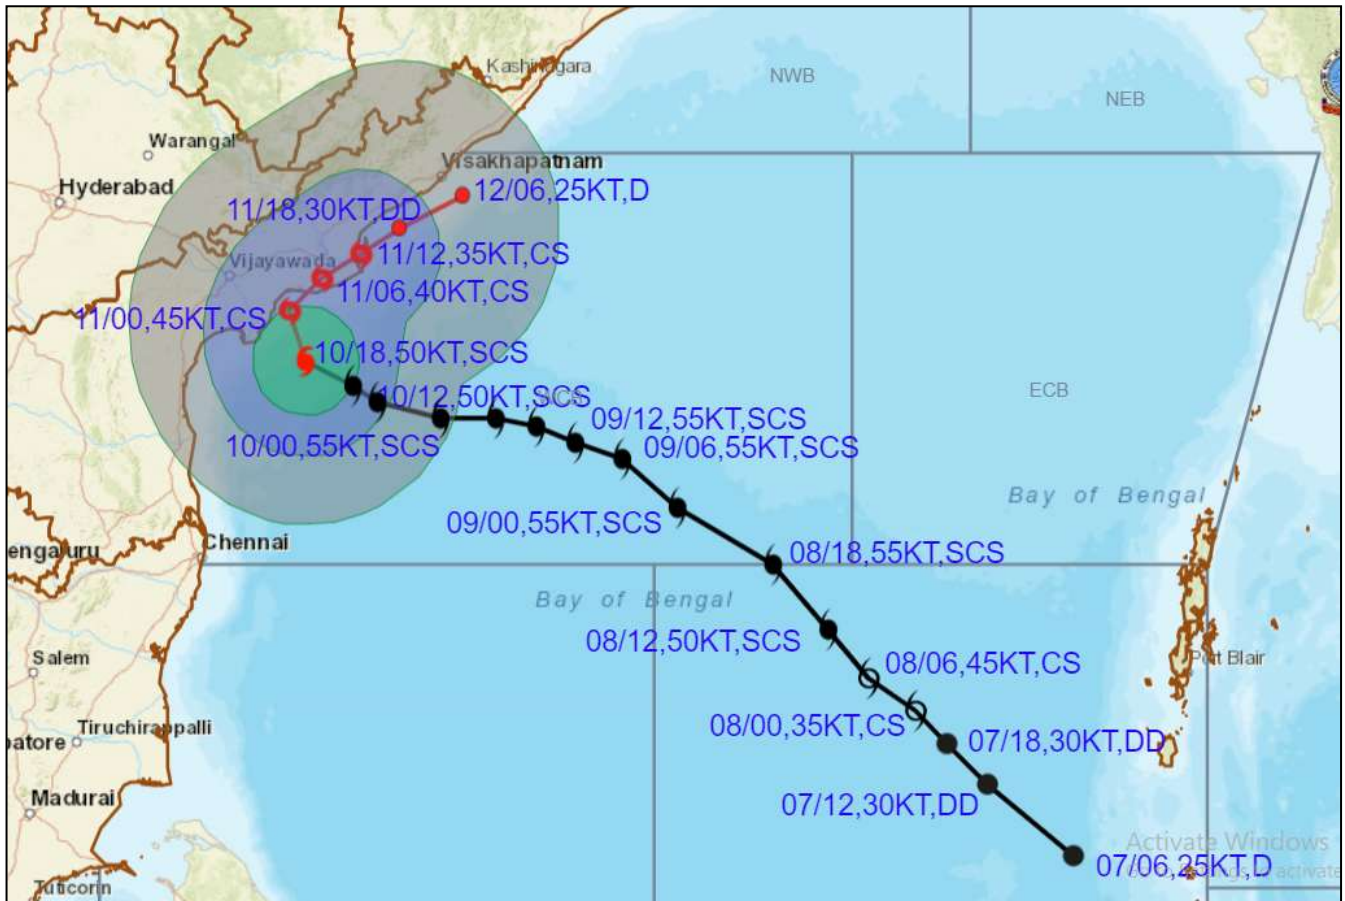 Kashinagara
NWB
NEB
Warangal
Visakhapatnam
Hyderabad
12/06,25KT,D
11/18,30KT,DD
11/12,35KT,CS
Vijayawada
11/06,40KT,CS
11/00,45KT,CS
10/18,50KT,SCS
10/12,50KT,SCS
ECB
09/12,55KT,SCS
10/00,55KT,SCS
09/06,55KT,SCS
Bay of Bengal
09/00,55KT,SCS
Chennai
engaluru
08/18,55KT,SCS
Bay of Bengal
08/12,50KT,SCS
Salem
Port Blair
08/06,45KT,CS
08/00,35KT,CS
Tiruchirappalli
batore
07/18,30KT,DD
Madurai
07/12,30KT,DD
Activate Windows
07/06,25KT,D
activate
Tuticorin